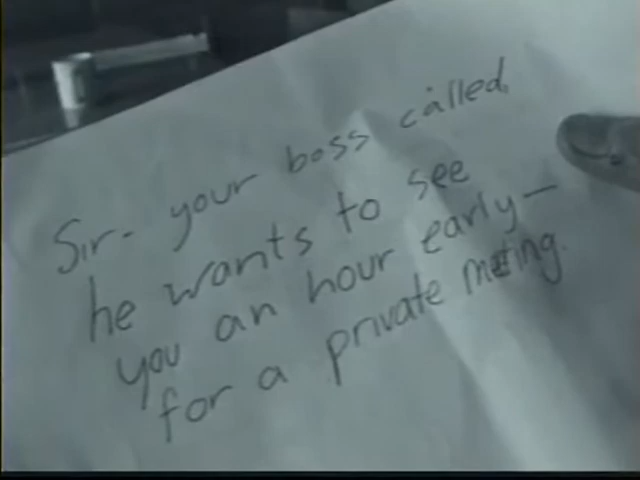 Sir- your boss called.
he wants to see
you an hour early—
for a private meeting.